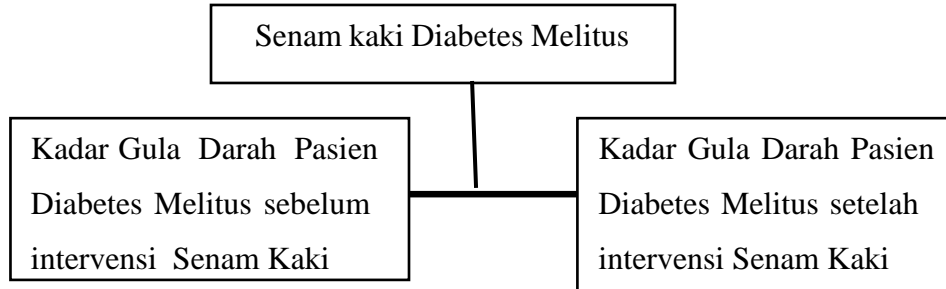 Senam kaki Diabetes Melitus
Kadar Gula Darah Pasien
Diabetes Melitus sebelum
intervensi Senam Kaki
Kadar Gula Darah Pasien
Diabetes Melitus setelah
intervensi Senam Kaki